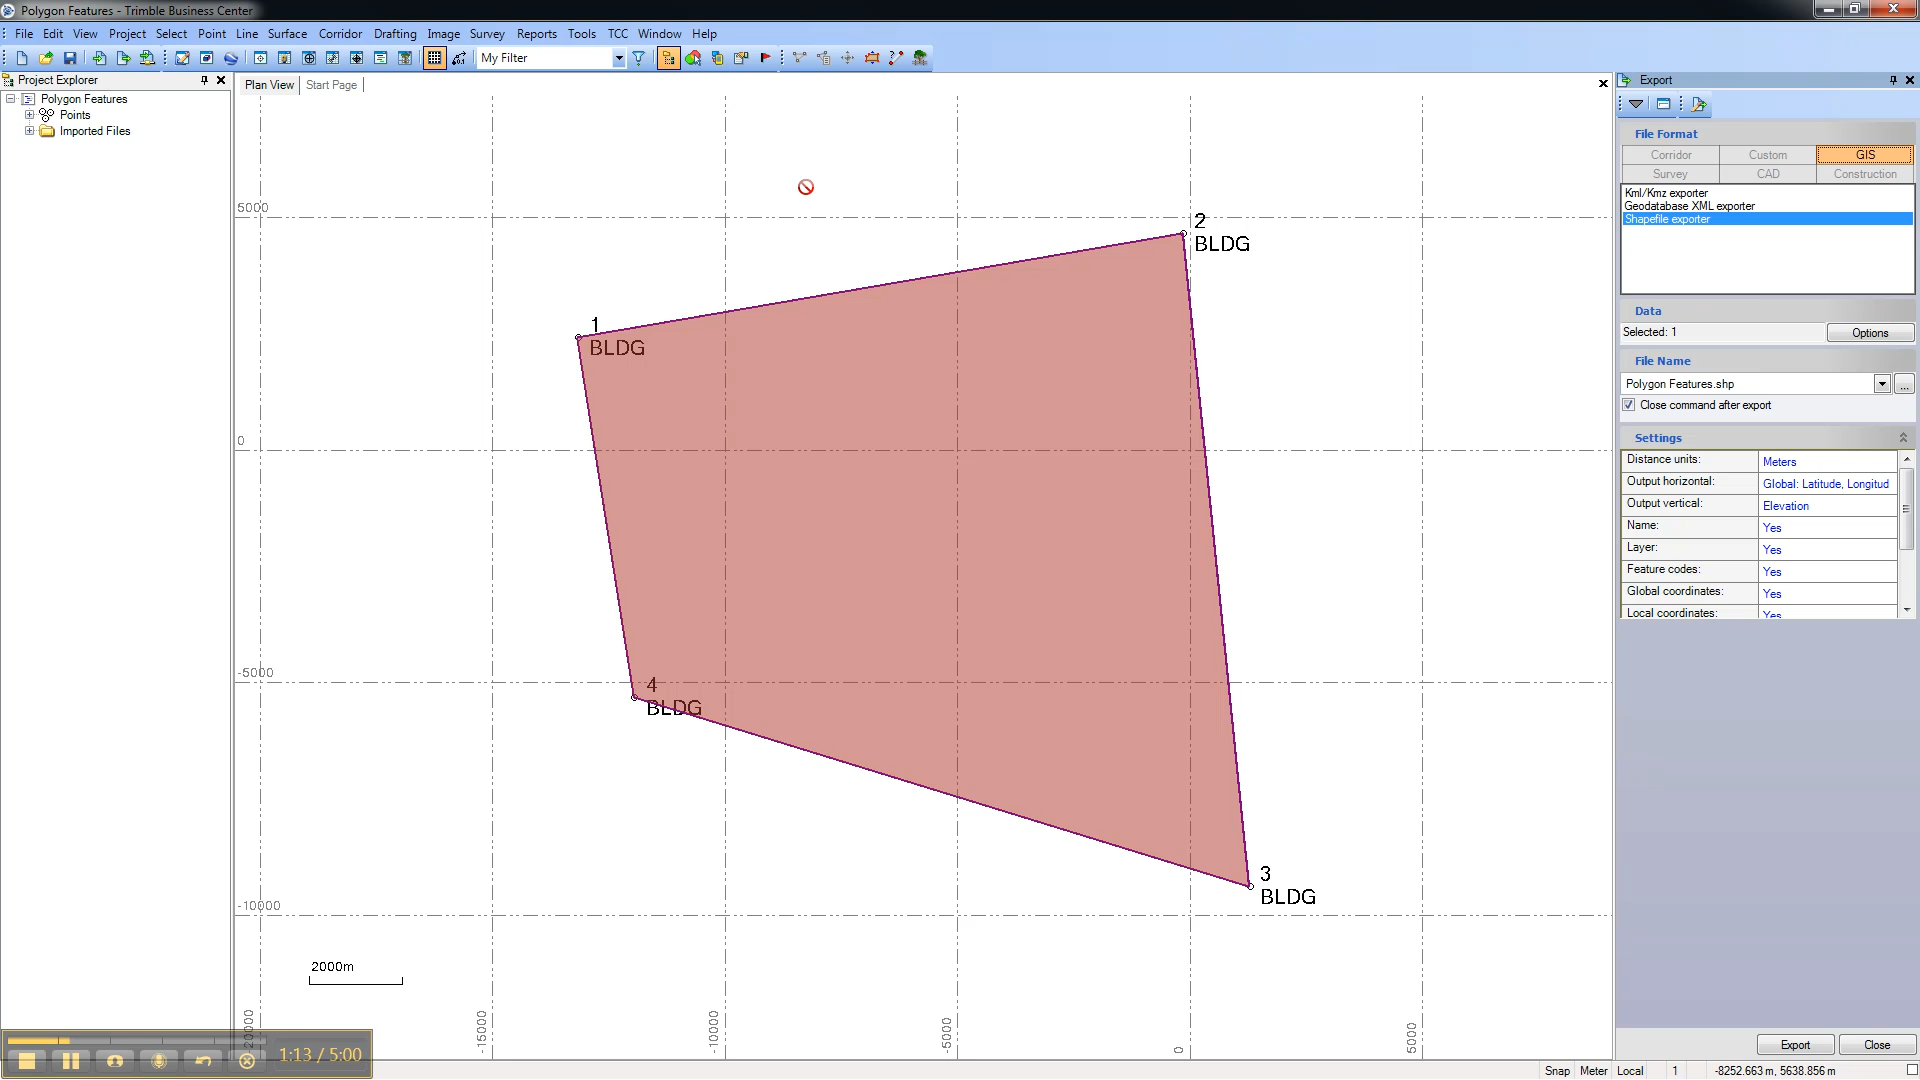 Polygon Features - Trimble Business Center
File Edit View Project Select Point Line Surface Corridor Drafting Image Survey Reports Tools TCC Window Help
My Filter
Project Explorer
Polygon Features
Points
Imported Files
Plan View Start Page
5000
0
-5000
-10000
-20000
-15000
-10000
-5000
0
5000
1
BLDG
2
BLDG
3
BLDG
4
BLDG
2000m
1:13 / 5:00
Export
File Format
Corridor Custom GIS
Survey CAD Construction
Kml/Kmz exporter
Geodatabase XML exporter
Shapefile exporter
Data
Selected: 1 Options
File Name
Polygon Features.shp ...
Close command after export
Settings
Distance units: Meters
Output horizontal: Global: Latitude, Longitud
Output vertical: Elevation
Name: Yes
Layer: Yes
Feature codes: Yes
Global coordinates: Yes
Local coordinates: Yes
Export Close
Snap Meter Local 1 -8252.663 m, 5638.856 m